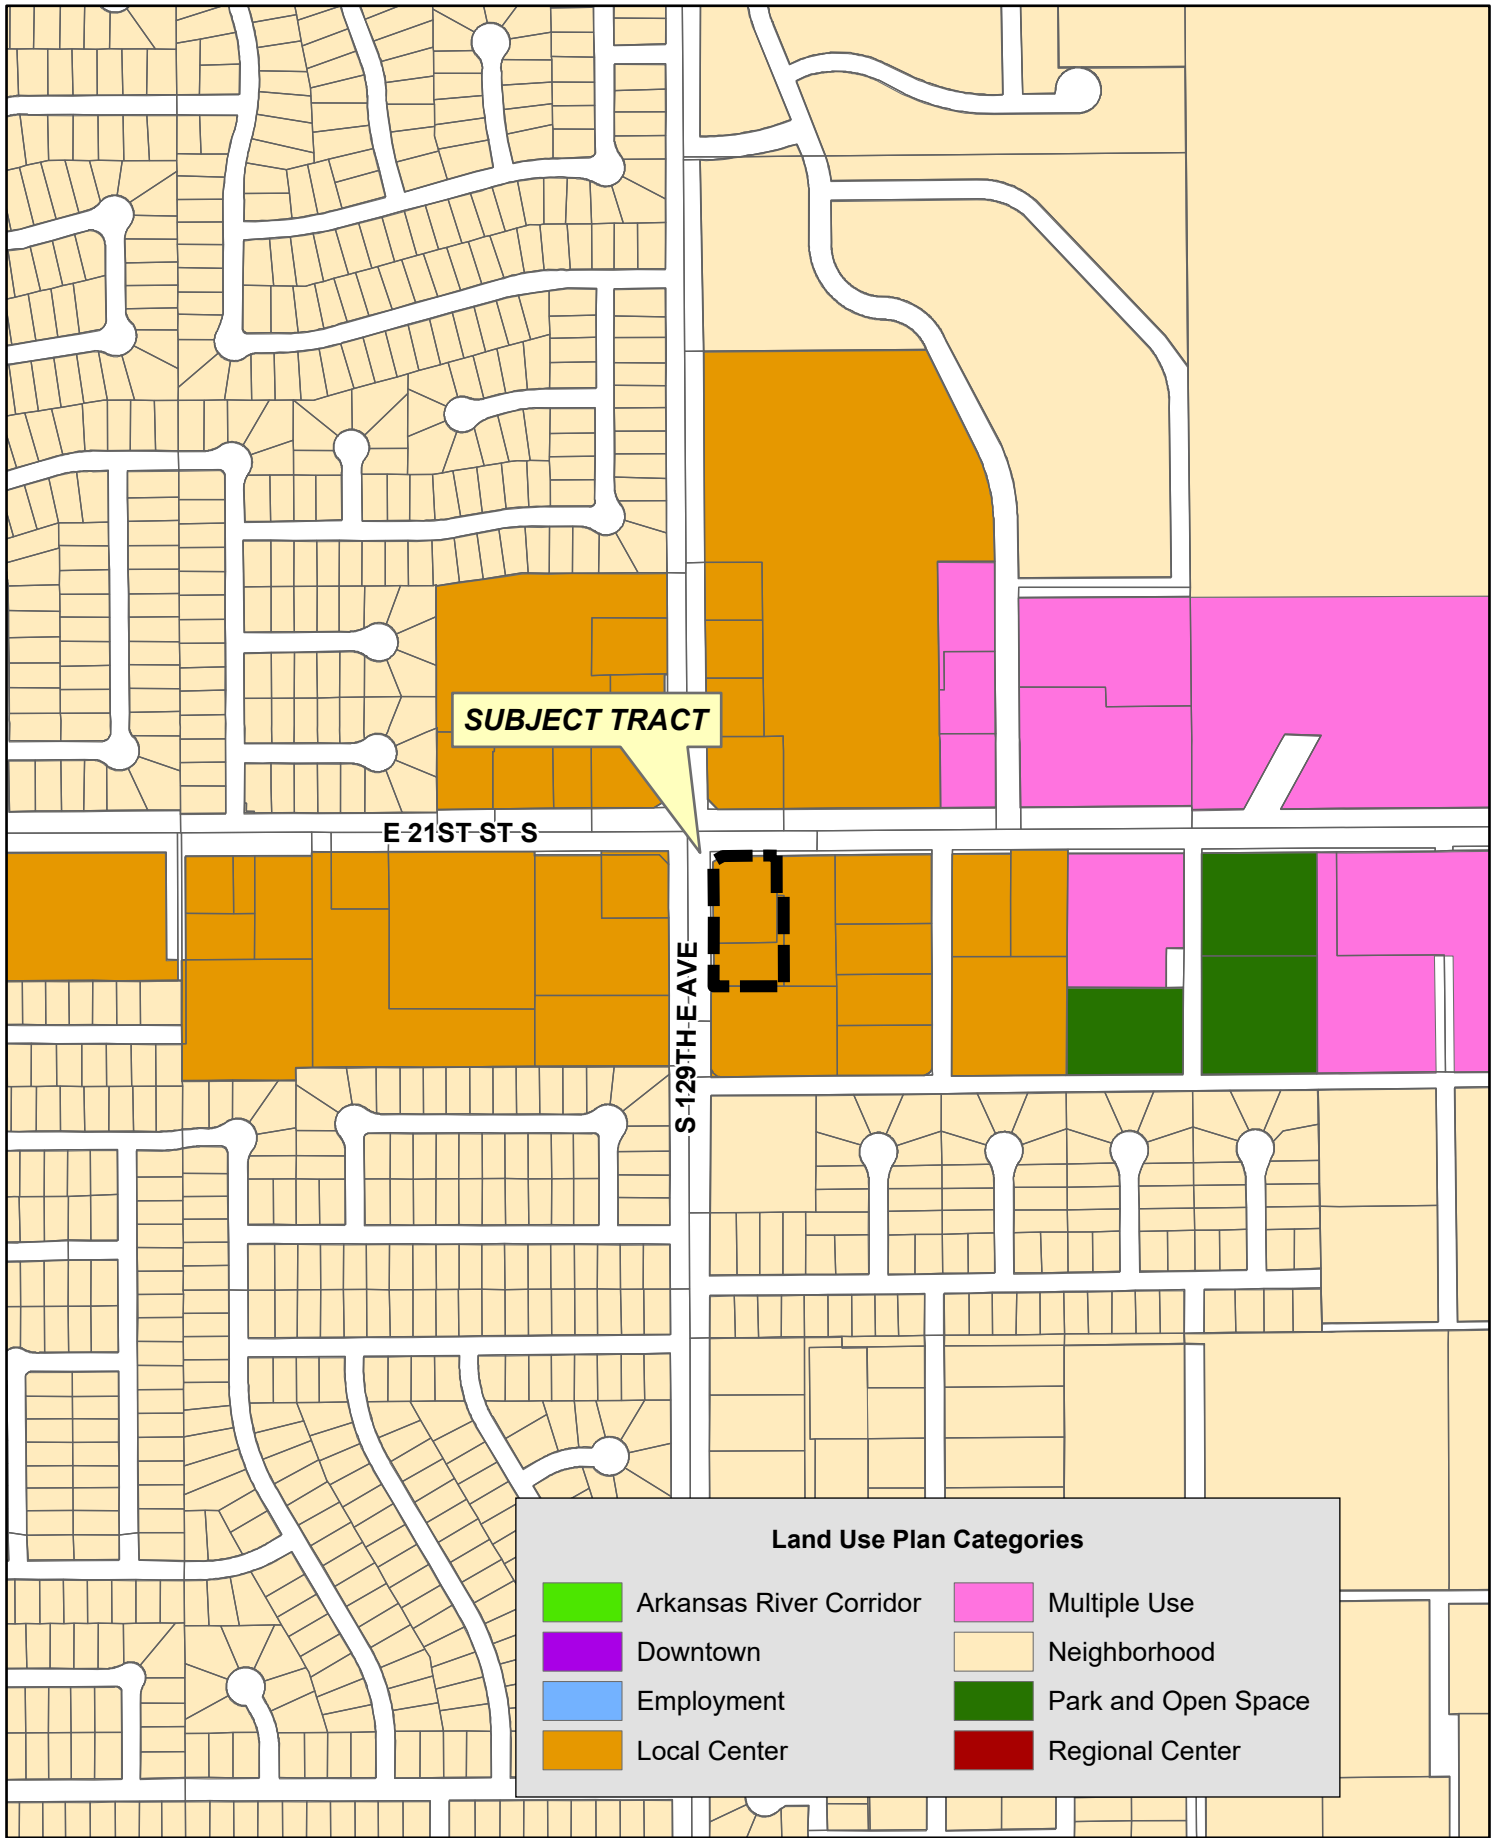 SUBJECT TRACT
E 21ST ST S
S 129TH E AVE
Land Use Plan Categories
Arkansas River Corridor
Downtown
Employment
Local Center
Multiple Use
Neighborhood
Park and Open Space
Regional Center